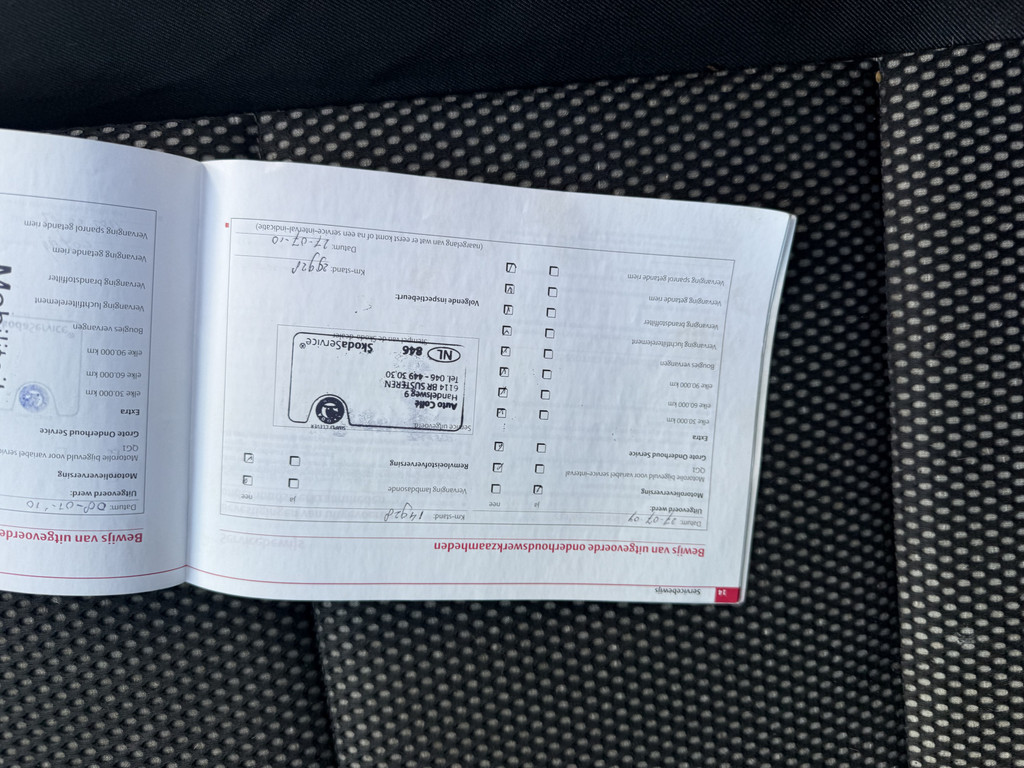 14 Servicebewijs
Bewijs van uitgevoerde onderhoudswerkzaamheden
Datum: 27-07 09
Km-stand: 14928
Uitgevoerd werd:
ja
nee
Motorolieverversing
Motorolie bijgevuld voor variabel service-interval
QG1
Grote Onderhoud Service
Extra
elke 30.000 km
elke 60.000 km
elke 90.000 km
Bougies vervangen
Vervanging luchtfilterelement
Vervanging brandstoffilter
Vervanging getande riem
Vervanging spanrol getande riem
ja
nee
Vervanging lambdasonde
Remvloeistofverversing
Service uitgevoerd:
SIMPLY CLEVER
Auto Collé
Handelsweg 9
6114 BR SUSTEREN
Tel. 046 - 449 30 30
NL 846 ŠkodaService®
Stempel van de Škoda-dealer
Volgende inspectiebeurt:
Km-stand: 29928
Datum: 27-07-10
(naargelang van wat er eerst komt of na een service-interval-indicatie)
Bewijs van uitgevoerde
Datum: 08-07-'10
Uitgevoerd werd:
Motorolieverversing
Motorolie bijgevuld voor variabel service
QG1
Grote Onderhoud Service
Extra
elke 30.000 km
elke 60.000 km
elke 90.000 km
Bougies vervangen
Vervanging luchtfilterelement
Vervanging brandstoffilter
Vervanging getande riem
Vervanging spanrol getande riem